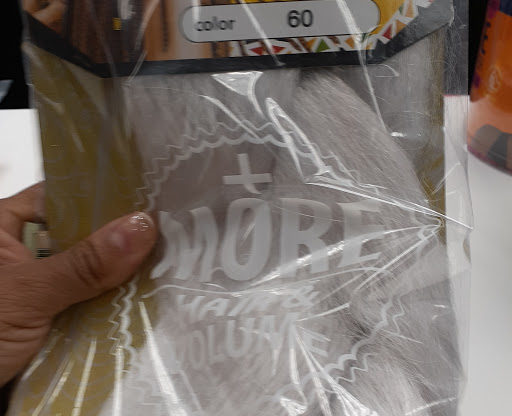 color 60
+
MORE
HAIR &
VOLUME